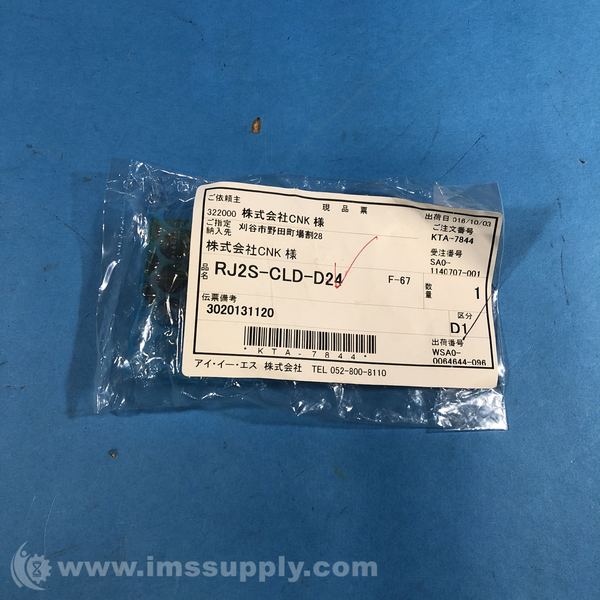 ご依頼主
現品票
出荷日 016/10/03
322000 株式会社CNK 様
ご注文番号
KTA-7844
ご指定
納入先 刈谷市野田町場割28
受注番号
SA0-
1140707-001
株式会社CNK 様
品名 RJ2S-CLD-D24
F-67
数量 1
伝票備考
3020131120
区分
D1
出荷番号
WSA0-
0064644-096
*KTA-7844*
アイ・イー・エス 株式会社 TEL 052-800-8110
www.imssupply.com